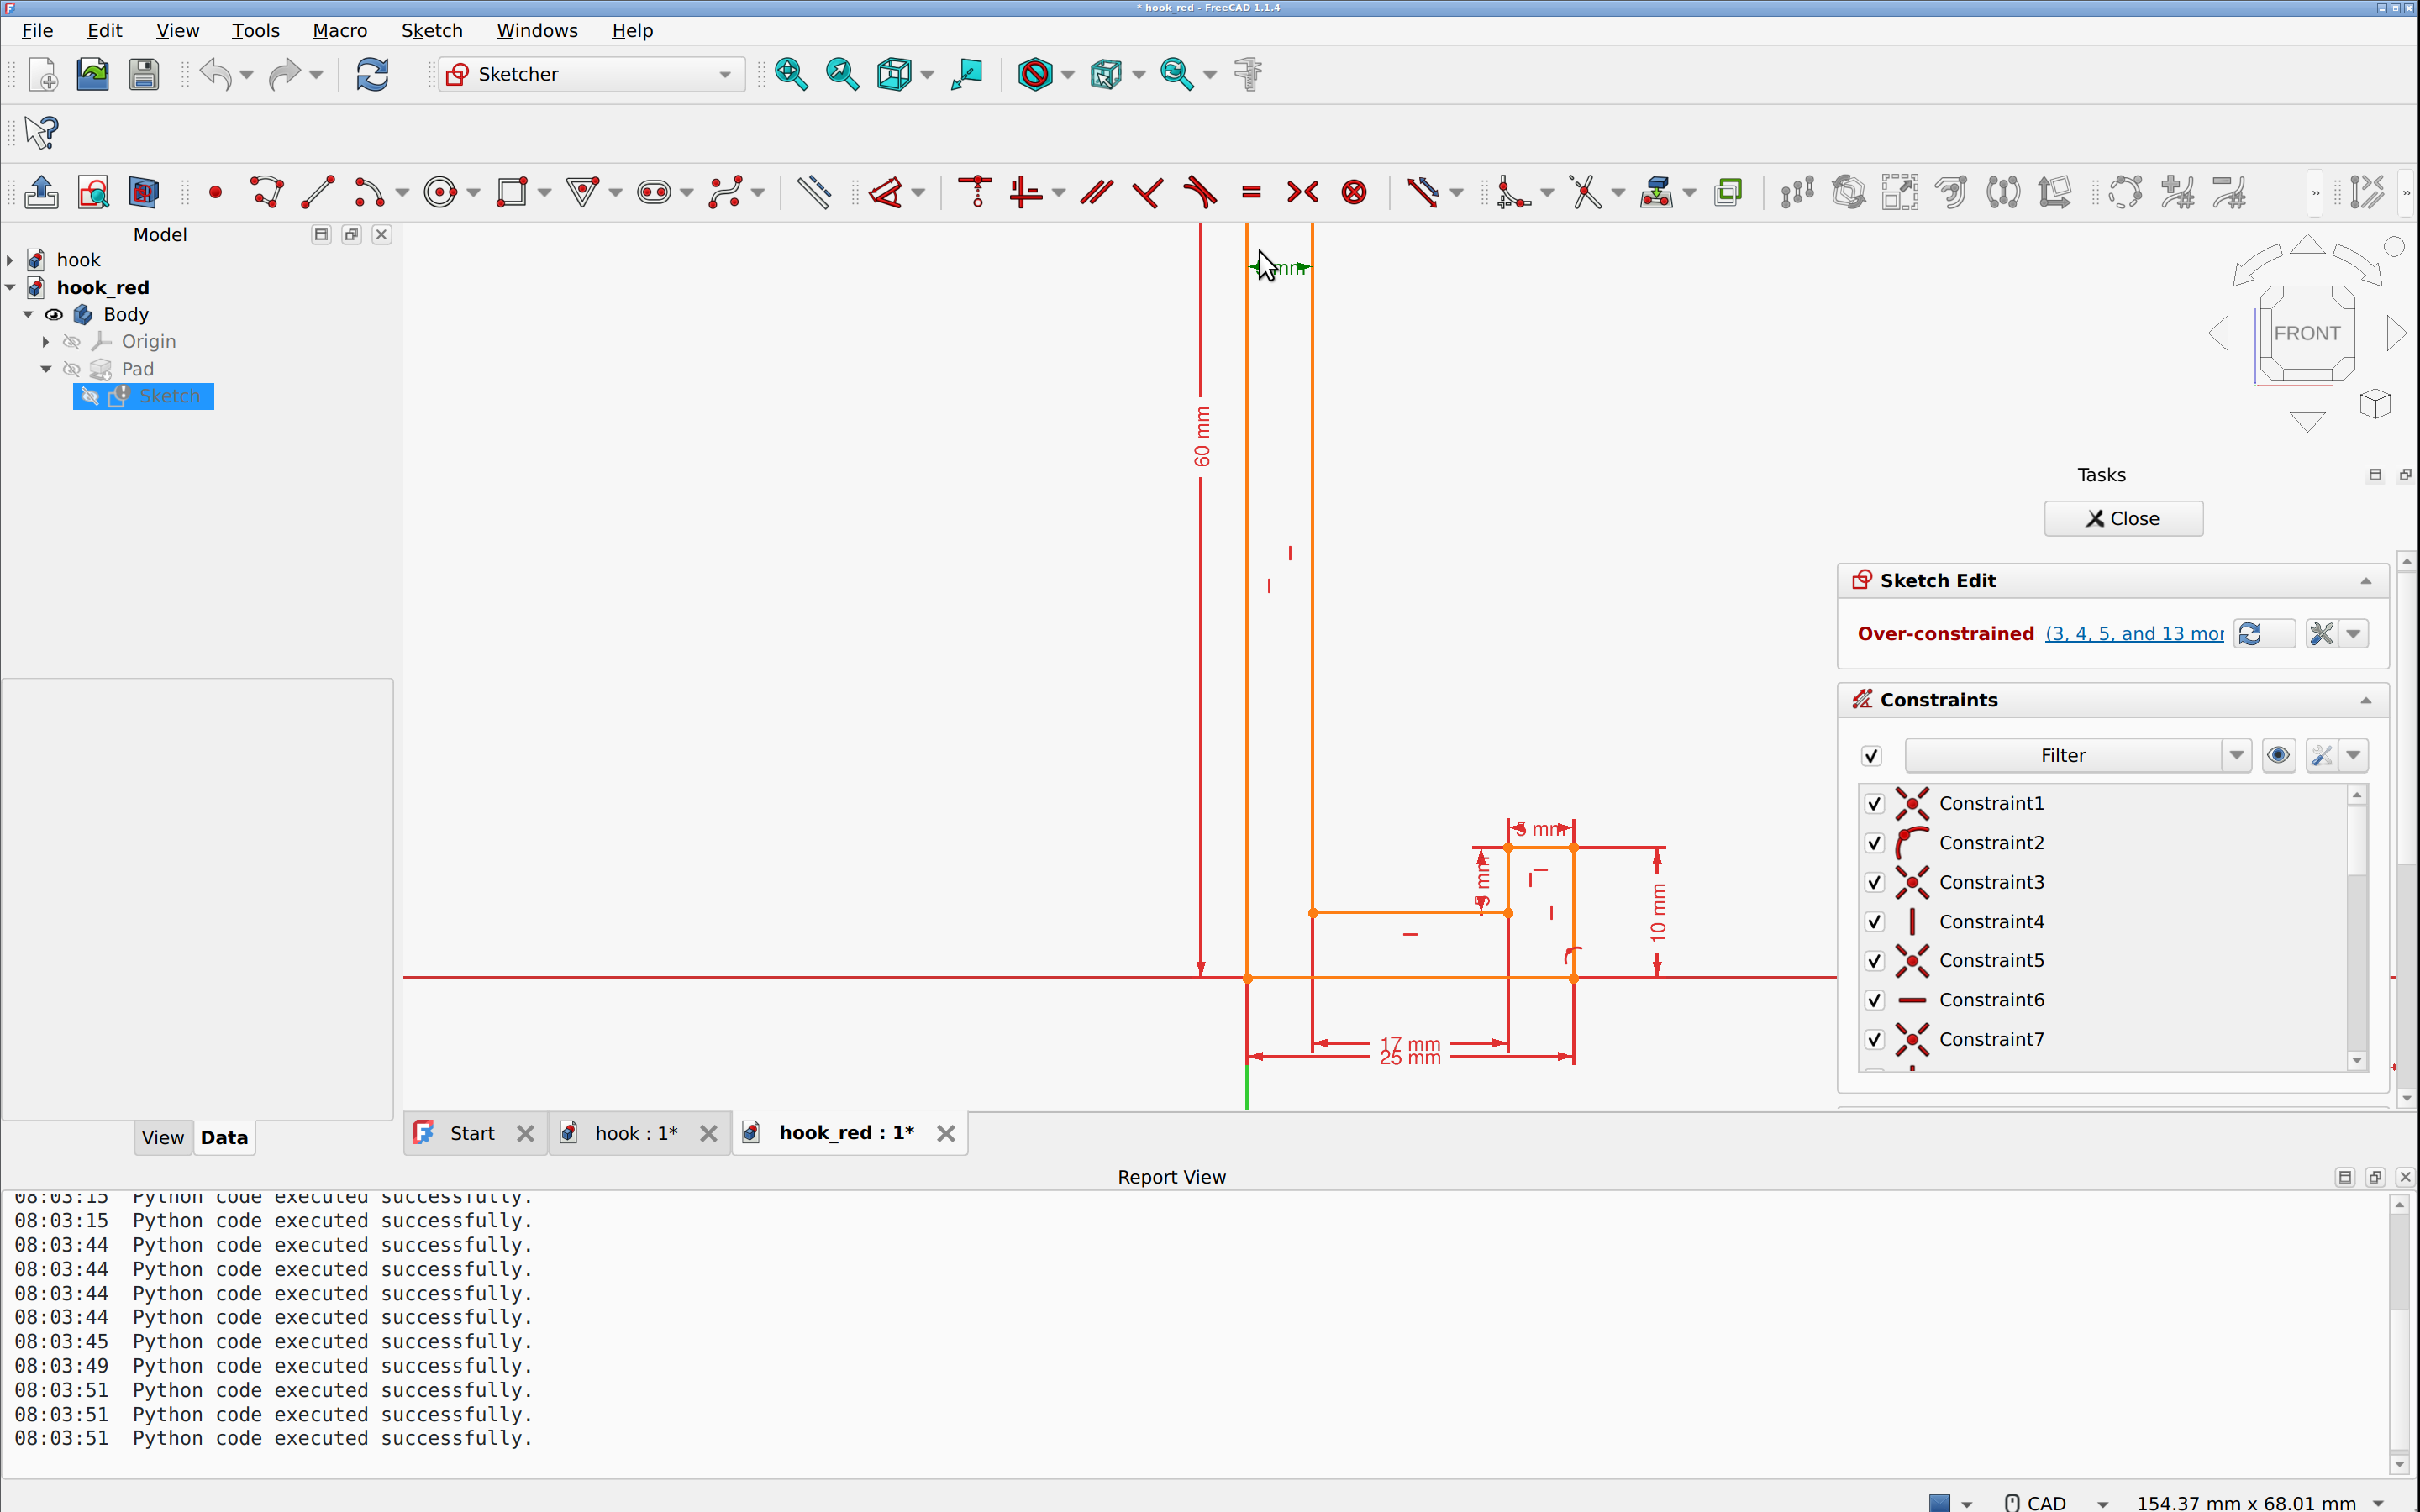 * hook_red - FreeCAD 1.1.4
File Edit View Tools Macro Sketch Windows Help
Sketcher
Model
hook
hook_red
Body
Origin
Pad
Sketch
mm
60 mm
FRONT
Tasks
Close
Sketch Edit
Over-constrained (3, 4, 5, and 13 mor
Constraints
Filter
Constraint1
Constraint2
Constraint3
Constraint4
Constraint5
Constraint6
Constraint7
5 mm
5 mm
10 mm
17 mm
25 mm
View Data
Start
hook : 1*
hook_red : 1*
Report View
08:03:15 Python code executed successfully.
08:03:15 Python code executed successfully.
08:03:44 Python code executed successfully.
08:03:44 Python code executed successfully.
08:03:44 Python code executed successfully.
08:03:44 Python code executed successfully.
08:03:45 Python code executed successfully.
08:03:49 Python code executed successfully.
08:03:51 Python code executed successfully.
08:03:51 Python code executed successfully.
08:03:51 Python code executed successfully.
CAD
154.37 mm x 68.01 mm